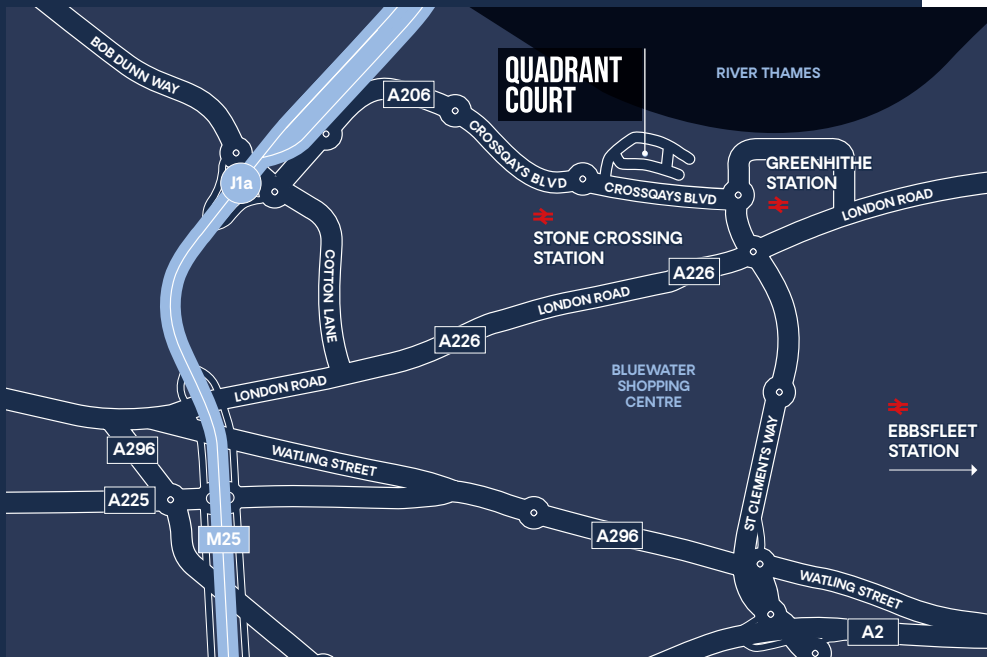 BOB DUNN WAY
A206
QUADRANT
COURT
RIVER THAMES
CROSSQAYS BLVD
CROSSQAYS BLVD
GREENHITHE
STATION
J1a
LONDON ROAD
STONE CROSSING
STATION
COTTON LANE
A226
LONDON ROAD
A226
LONDON ROAD
BLUEWATER
SHOPPING
CENTRE
EBBSFLEET
STATION
A296
WATLING STREET
ST CLEMENTS WAY
A225
M25
A296
WATLING STREET
A2